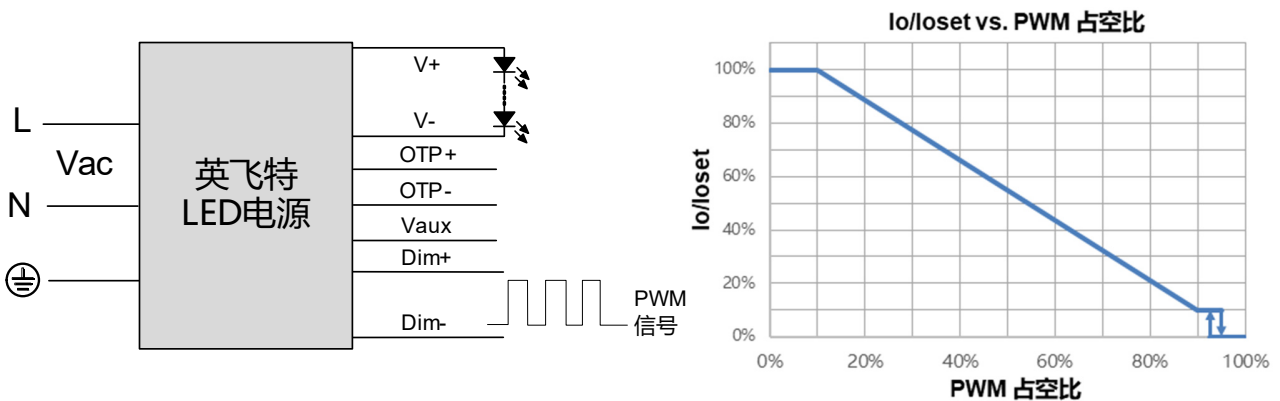 L
Vac
N
英飞特
LED电源
V+
V-
OTP+
OTP-
Vaux
Dim+
Dim-
PWM
信号
Io/Ioset vs. PWM 占空比
Io/Ioset
100%
80%
60%
40%
20%
0%
0%
20%
40%
60%
80%
100%
PWM 占空比